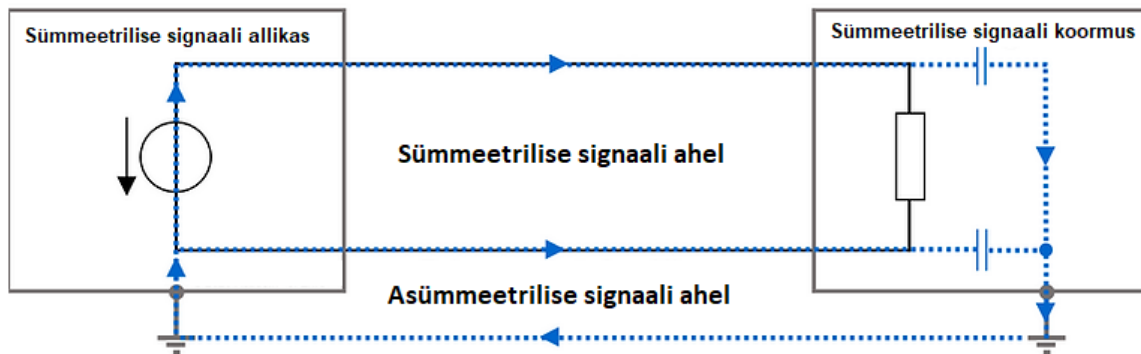 Sümmeetrilise signaali allikas
Sümmeetrilise signaali koormus
Sümmeetrilise signaali ahel
Asümmeetrilise signaali ahel